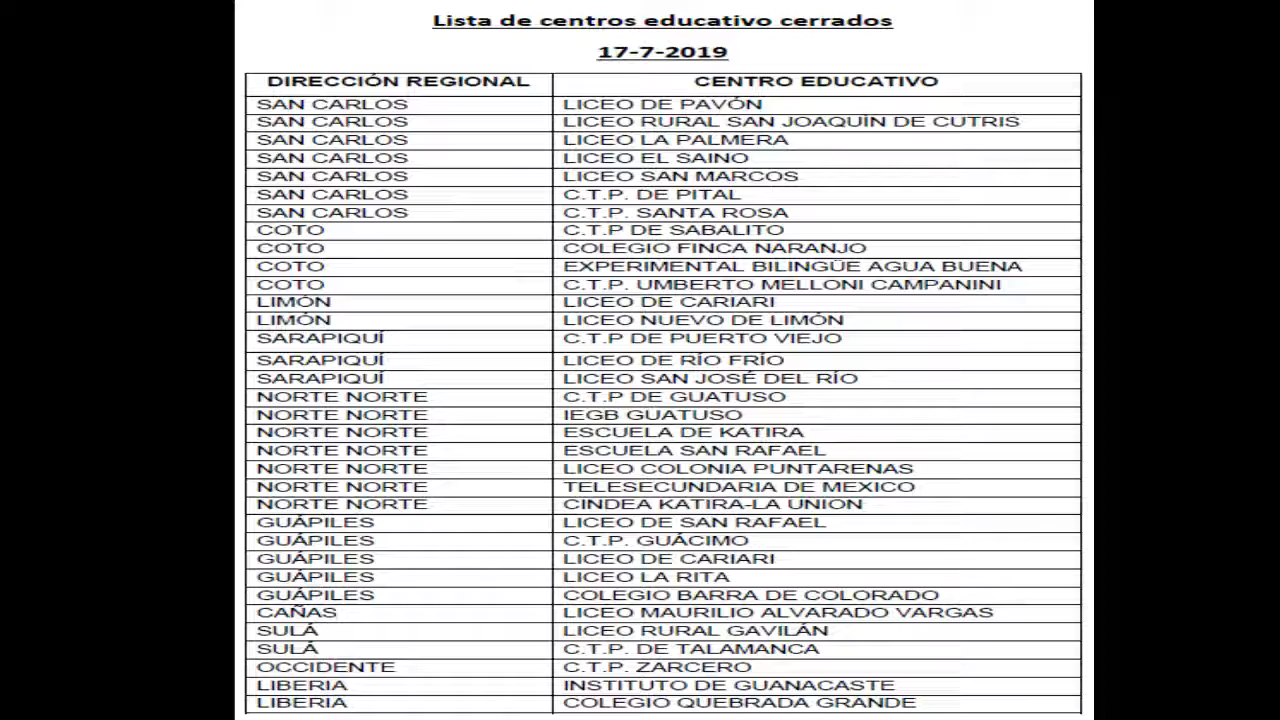 Lista de centros educativo cerrados
17-7-2019
DIRECCIÓN REGIONAL CENTRO EDUCATIVO
SAN CARLOS LICEO DE PAVÓN
SAN CARLOS LICEO RURAL SAN JOAQUÍN DE CUTRIS
SAN CARLOS LICEO LA PALMERA
SAN CARLOS LICEO EL SAINO
SAN CARLOS LICEO SAN MARCOS
SAN CARLOS C.T.P. DE PITAL
SAN CARLOS C.T.P. SANTA ROSA
COTO C.T.P DE SABALITO
COTO COLEGIO FINCA NARANJO
COTO EXPERIMENTAL BILINGÜE AGUA BUENA
COTO C.T.P. UMBERTO MELLONI CAMPANINI
LIMÓN LICEO DE CARIARI
LIMÓN LICEO NUEVO DE LIMÓN
SARAPIQUÍ C.T.P DE PUERTO VIEJO
SARAPIQUÍ LICEO DE RÍO FRÍO
SARAPIQUÍ LICEO SAN JOSÉ DEL RÍO
NORTE NORTE C.T.P DE GUATUSO
NORTE NORTE IEGB GUATUSO
NORTE NORTE ESCUELA DE KATIRA
NORTE NORTE ESCUELA SAN RAFAEL
NORTE NORTE LICEO COLONIA PUNTARENAS
NORTE NORTE TELESECUNDARIA DE MEXICO
NORTE NORTE CINDEA KATIRA-LA UNION
GUÁPILES LICEO DE SAN RAFAEL
GUÁPILES C.T.P. GUÁCIMO
GUÁPILES LICEO DE CARIARI
GUÁPILES LICEO LA RITA
GUÁPILES COLEGIO BARRA DE COLORADO
CAÑAS LICEO MAURILIO ALVARADO VARGAS
SULÁ LICEO RURAL GAVILÁN
SULÁ C.T.P. DE TALAMANCA
OCCIDENTE C.T.P. ZARCERO
LIBERIA INSTITUTO DE GUANACASTE
LIBERIA COLEGIO QUEBRADA GRANDE